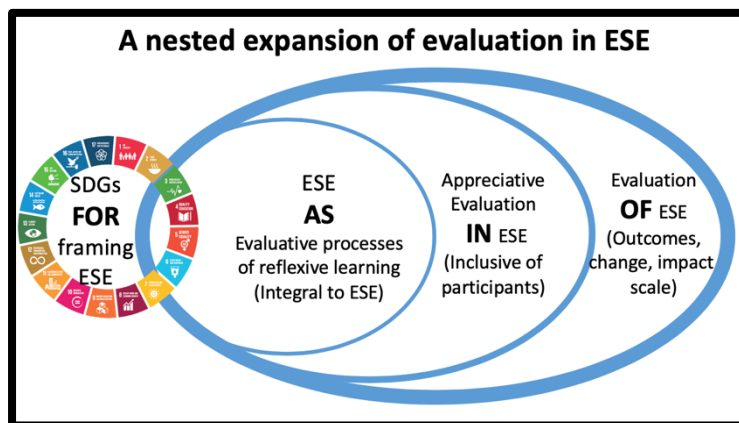 A nested expansion of evaluation in ESE
SDGs
FOR
framing
ESE
ESE
AS
Evaluative processes
of reflexive learning
(Integral to ESE)
Appreciative
Evaluation
IN ESE
(Inclusive of
participants)
Evaluation
OF ESE
(Outcomes,
change, impact
scale)